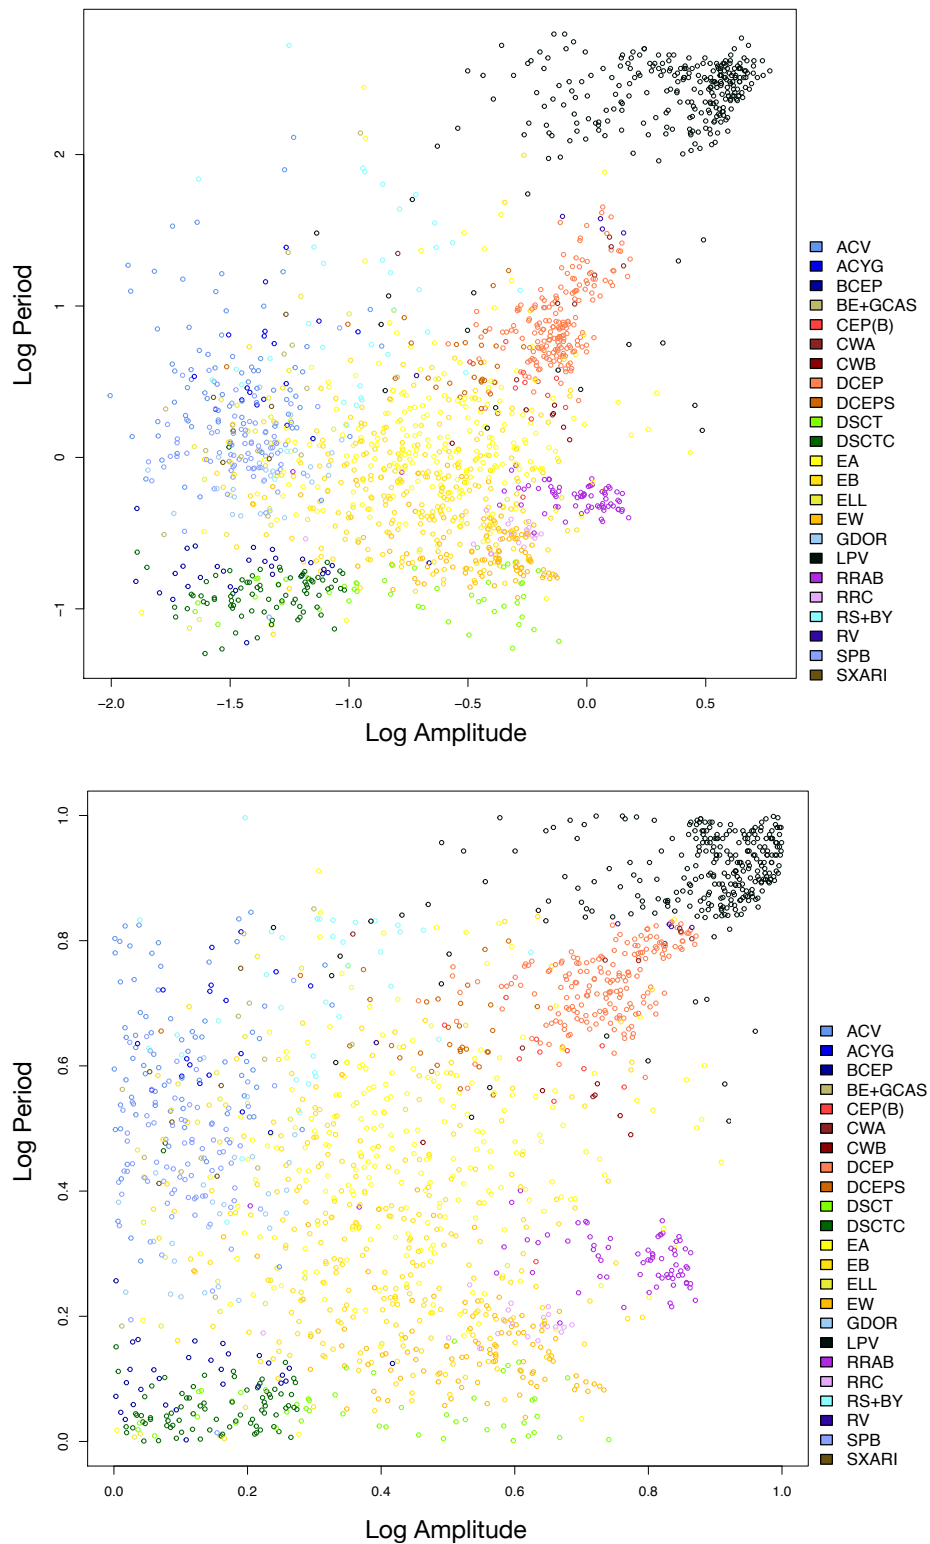 2
1
0
−1
Log Period
−2.0
−1.5
−1.0
−0.5
0.0
0.5
Log Amplitude
ACV
ACYG
BCEP
BE+GCAS
CEP(B)
CWA
CWB
DCEP
DCEPS
DSCT
DSCTC
EA
EB
ELL
EW
GDOR
LPV
RRAB
RRC
RS+BY
RV
SPB
SXARI
1.0
0.8
0.6
0.4
0.2
0.0
Log Period
0.0
0.2
0.4
0.6
0.8
1.0
Log Amplitude
ACV
ACYG
BCEP
BE+GCAS
CEP(B)
CWA
CWB
DCEP
DCEPS
DSCT
DSCTC
EA
EB
ELL
EW
GDOR
LPV
RRAB
RRC
RS+BY
RV
SPB
SXARI